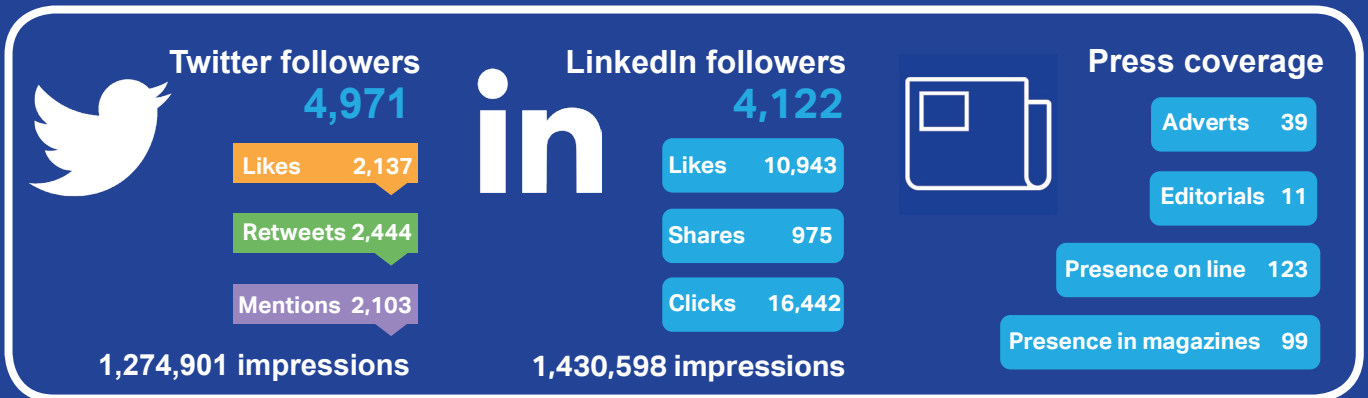 Twitter followers
4,971
Likes 2,137
Retweets 2,444
Mentions 2,103
1,274,901 impressions
in
LinkedIn followers
4,122
Likes 10,943
Shares 975
Clicks 16,442
1,430,598 impressions
Press coverage
Adverts 39
Editorials 11
Presence on line 123
Presence in magazines 99